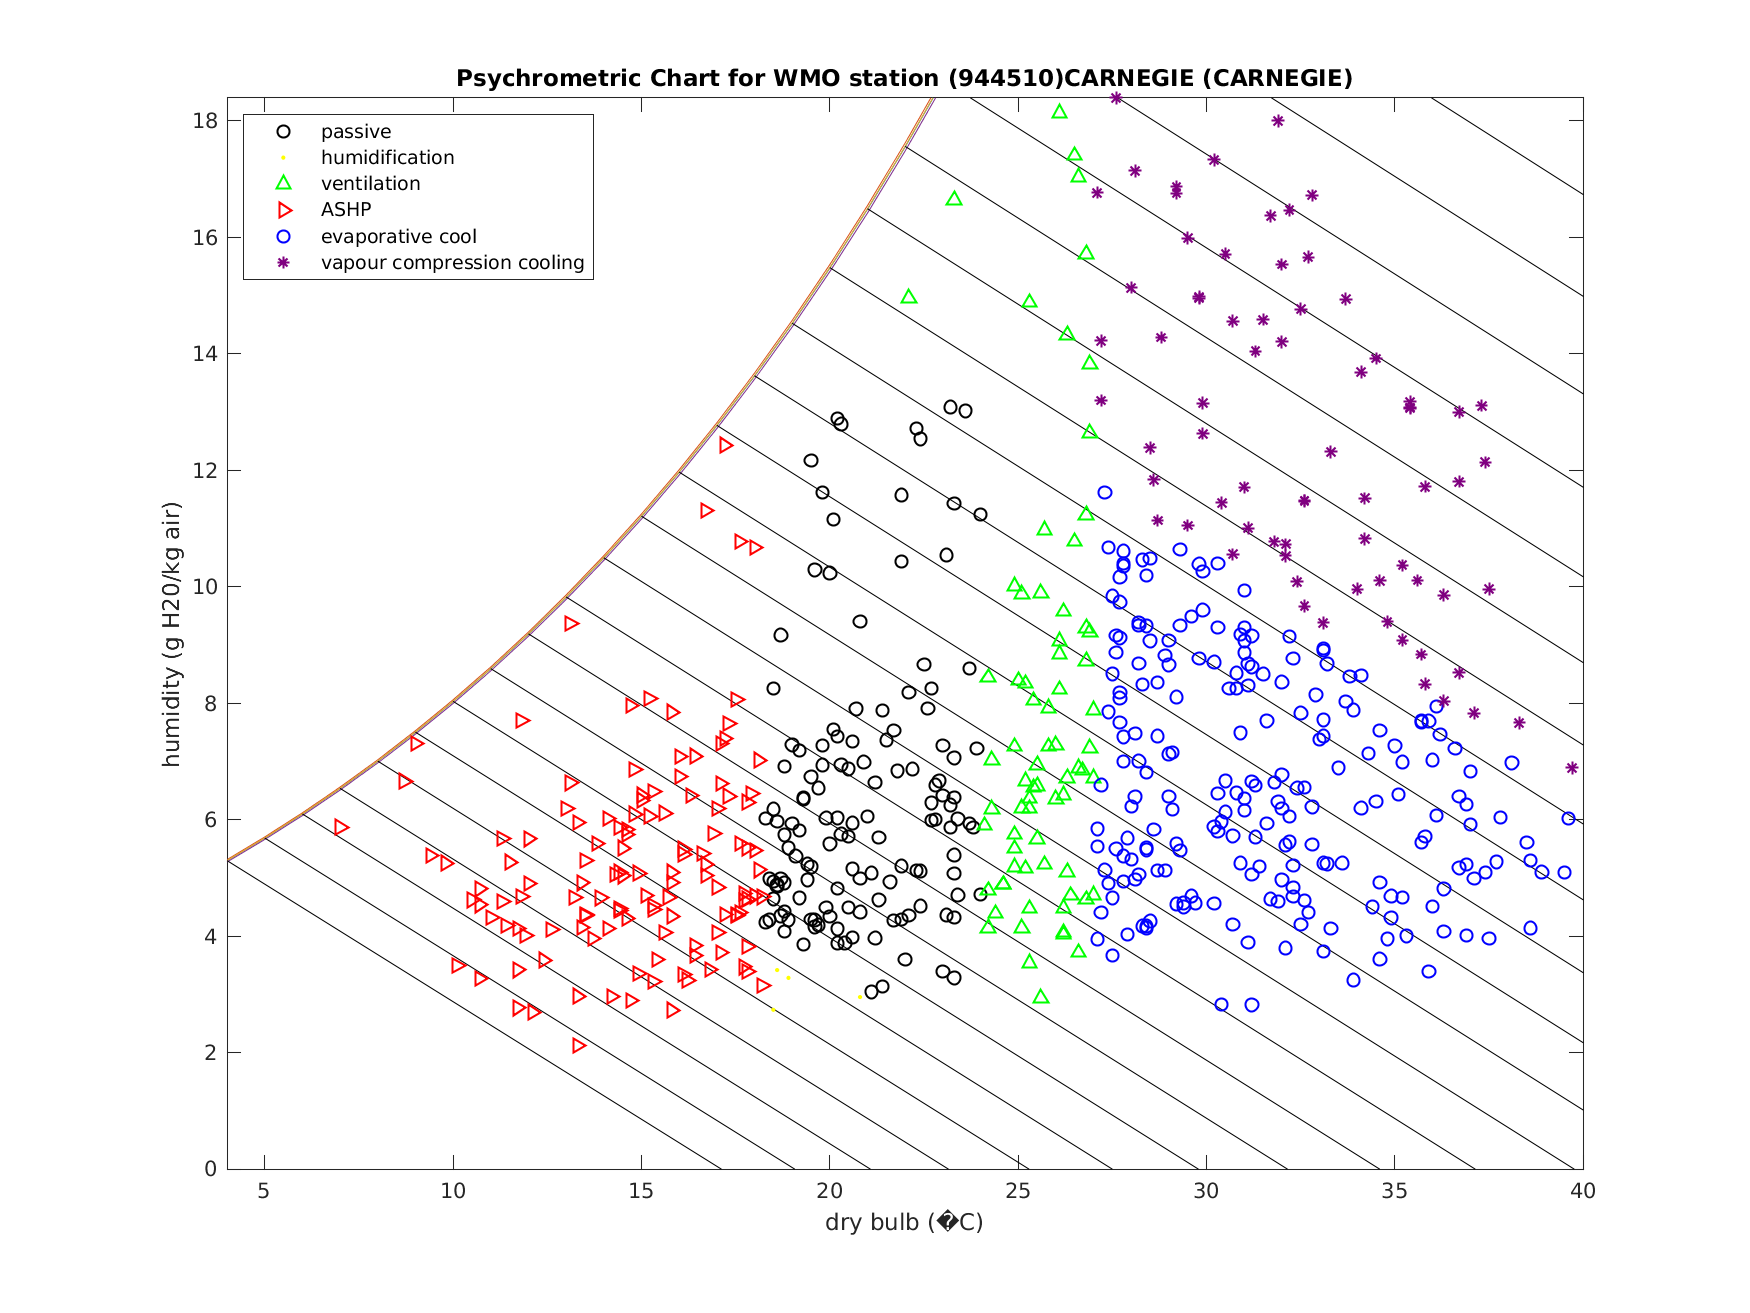 Psychrometric Chart for WMO station (944510)CARNEGIE (CARNEGIE)
passive
humidification
ventilation
ASHP
evaporative cool
vapour compression cooling
18
16
14
12
10
8
6
4
2
0
humidity (g H20/kg air)
5 10 15 20 25 30 35 40
dry bulb (�C)